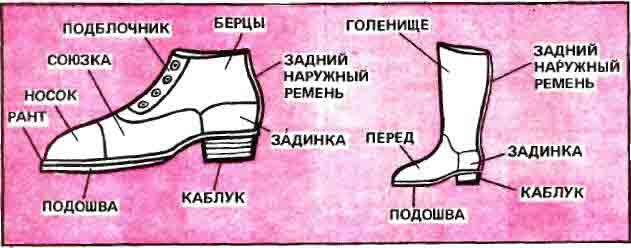 ПОДБЛОЧНИК
БЕРЦЫ
СОЮЗКА
ЗАДНИЙ
НАРУЖНЫЙ
РЕМЕНЬ
НОСОК
РАНТ
ЗАДИНКА
ПОДОШВА
КАБЛУК
ГОЛЕНИЩЕ
ЗАДНИЙ
НАРУЖНЫЙ
РЕМЕНЬ
ПЕРЕД
ЗАДИНКА
КАБЛУК
ПОДОШВА